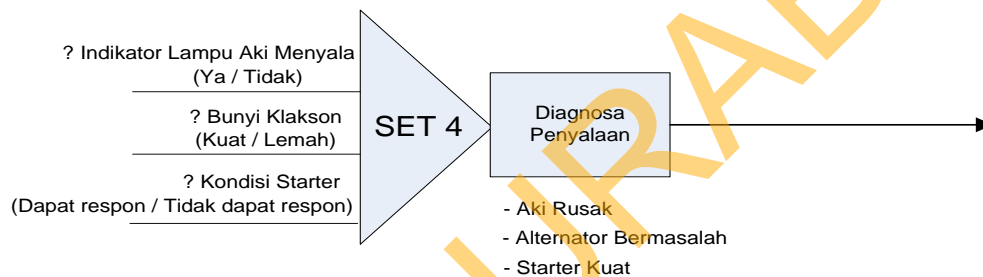 ? Indikator Lampu Aki Menyala
(Ya / Tidak)
? Bunyi Klakson
(Kuat / Lemah)
? Kondisi Starter
(Dapat respon / Tidak dapat respon)
SET 4
Diagnosa
Penyalaan
- Aki Rusak
- Alternator Bermasalah
- Starter Kuat